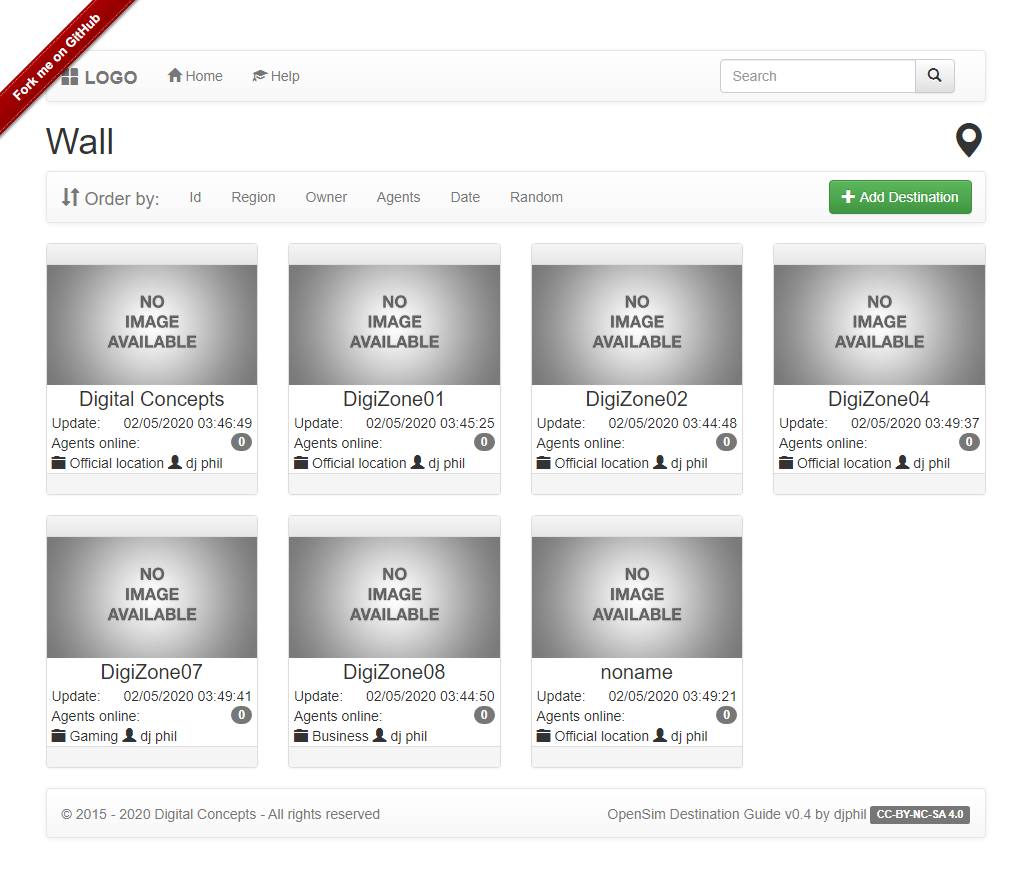 Fork me on GitHub
LOGO Home Help Search
Wall
Order by: Id Region Owner Agents Date Random Add Destination
NO
IMAGE
AVAILABLE
Digital Concepts
Update: 02/05/2020 03:46:49
Agents online: 0
Official location dj phil
NO
IMAGE
AVAILABLE
DigiZone01
Update: 02/05/2020 03:45:25
Agents online: 0
Official location dj phil
NO
IMAGE
AVAILABLE
DigiZone02
Update: 02/05/2020 03:44:48
Agents online: 0
Official location dj phil
NO
IMAGE
AVAILABLE
DigiZone04
Update: 02/05/2020 03:49:37
Agents online: 0
Official location dj phil
NO
IMAGE
AVAILABLE
DigiZone07
Update: 02/05/2020 03:49:41
Agents online: 0
Gaming dj phil
NO
IMAGE
AVAILABLE
DigiZone08
Update: 02/05/2020 03:44:50
Agents online: 0
Business dj phil
NO
IMAGE
AVAILABLE
noname
Update: 02/05/2020 03:49:21
Agents online: 0
Official location dj phil
© 2015 - 2020 Digital Concepts - All rights reserved OpenSim Destination Guide v0.4 by djphil CC-BY-NC-SA 4.0